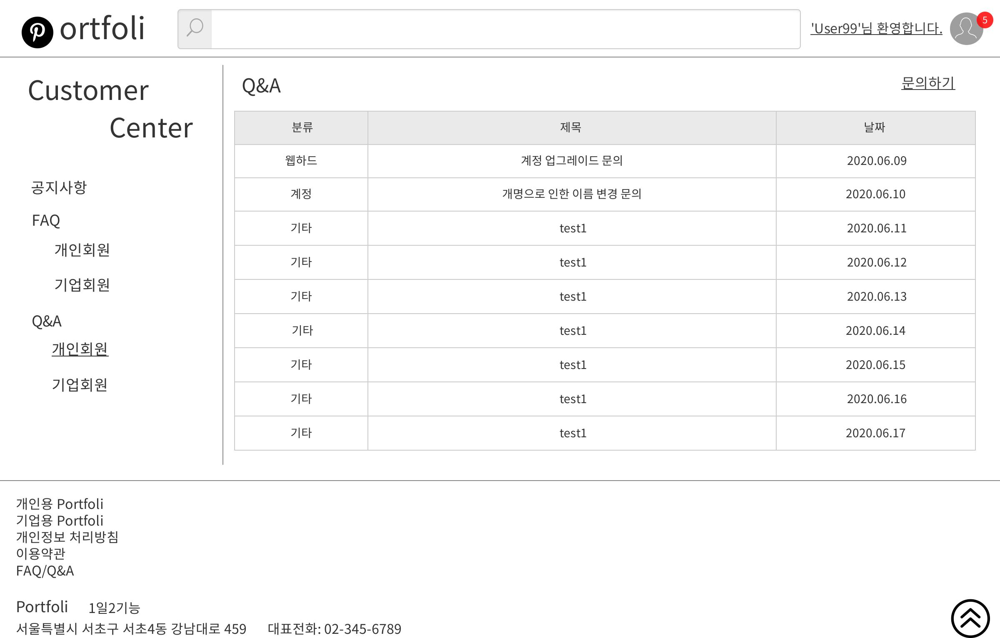 ortfoli
'User99'님 환영합니다.
5
Customer
Center
공지사항
FAQ
개인회원
기업회원
Q&A
개인회원
기업회원
Q&A
문의하기
분류 제목 날짜
웹하드 계정 업그레이드 문의 2020.06.09
계정 개명으로 인한 이름 변경 문의 2020.06.10
기타 test1 2020.06.11
기타 test1 2020.06.12
기타 test1 2020.06.13
기타 test1 2020.06.14
기타 test1 2020.06.15
기타 test1 2020.06.16
기타 test1 2020.06.17
개인용 Portfoli
기업용 Portfoli
개인정보 처리방침
이용약관
FAQ/Q&A
Portfoli 1일2기능
서울특별시 서초구 서초4동 강남대로 459 대표전화: 02-345-6789